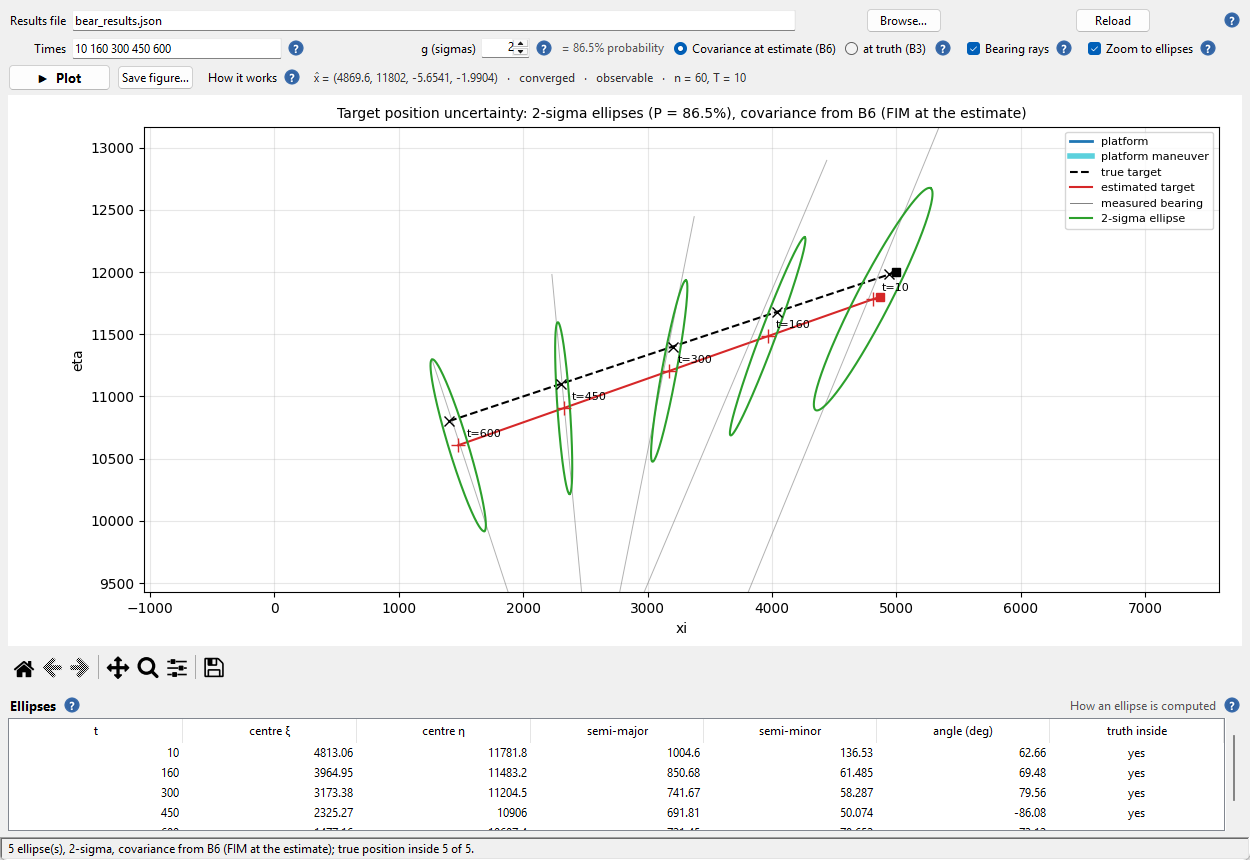 Results file bear_results.json Browse... Reload ?
Times 10 160 300 450 600 ? g (sigmas) 2 ? = 86.5% probability Covariance at estimate (B6) at truth (B3) ? Bearing rays ? Zoom to ellipses ?
► Plot Save figure... How it works ? x̂ = (4869.6, 11802, -5.6541, -1.9904) · converged · observable · n = 60, T = 10
Target position uncertainty: 2-sigma ellipses (P = 86.5%), covariance from B6 (FIM at the estimate)
platform
platform maneuver
true target
estimated target
measured bearing
2-sigma ellipse
13000
12500
12000
11500
11000
10500
10000
9500
eta
t=10
t=160
t=300
t=450
t=600
−1000 0 1000 2000 3000 4000 5000 6000 7000
xi
Ellipses ? How an ellipse is computed ?
t centre ξ centre η semi-major semi-minor angle (deg) truth inside
10 4813.06 11781.8 1004.6 136.53 62.66 yes
160 3964.95 11483.2 850.68 61.485 69.48 yes
300 3173.38 11204.5 741.67 58.287 79.56 yes
450 2325.27 10906 691.81 50.074 -86.08 yes
5 ellipse(s), 2-sigma, covariance from B6 (FIM at the estimate); true position inside 5 of 5.